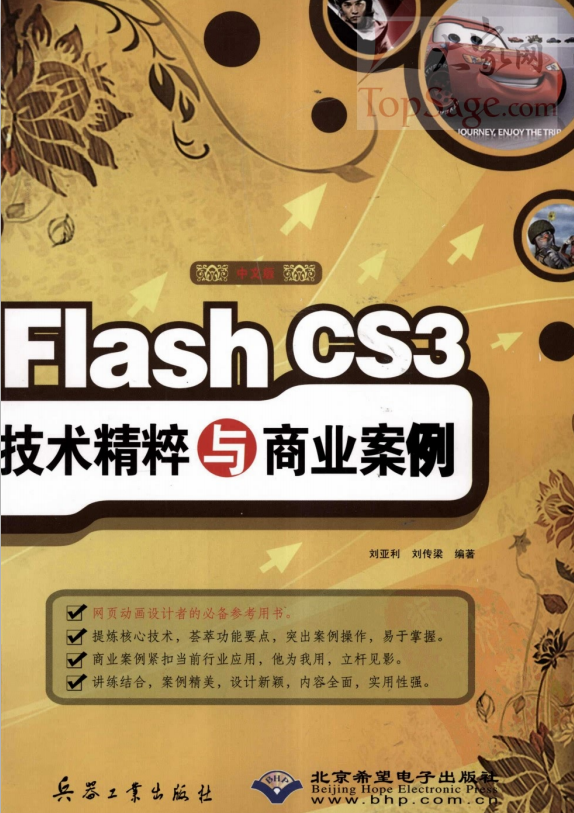 大家网
TopSage.com
JOURNEY, ENJOY THE TRIP
中文版
Flash CS3
技术精粹与商业案例
刘亚利 刘传梁 编著
网页动画设计者的必备参考用书。
提炼核心技术，荟萃功能要点，突出案例操作，易于掌握。
商业案例紧扣当前行业应用，他为我用，立杆见影。
讲练结合，案例精美，设计新颖，内容全面，实用性强。
兵器工业出版社
BHP
北京希望电子出版社
Beijing Hope Electronic Press
www.bhp.com.cn